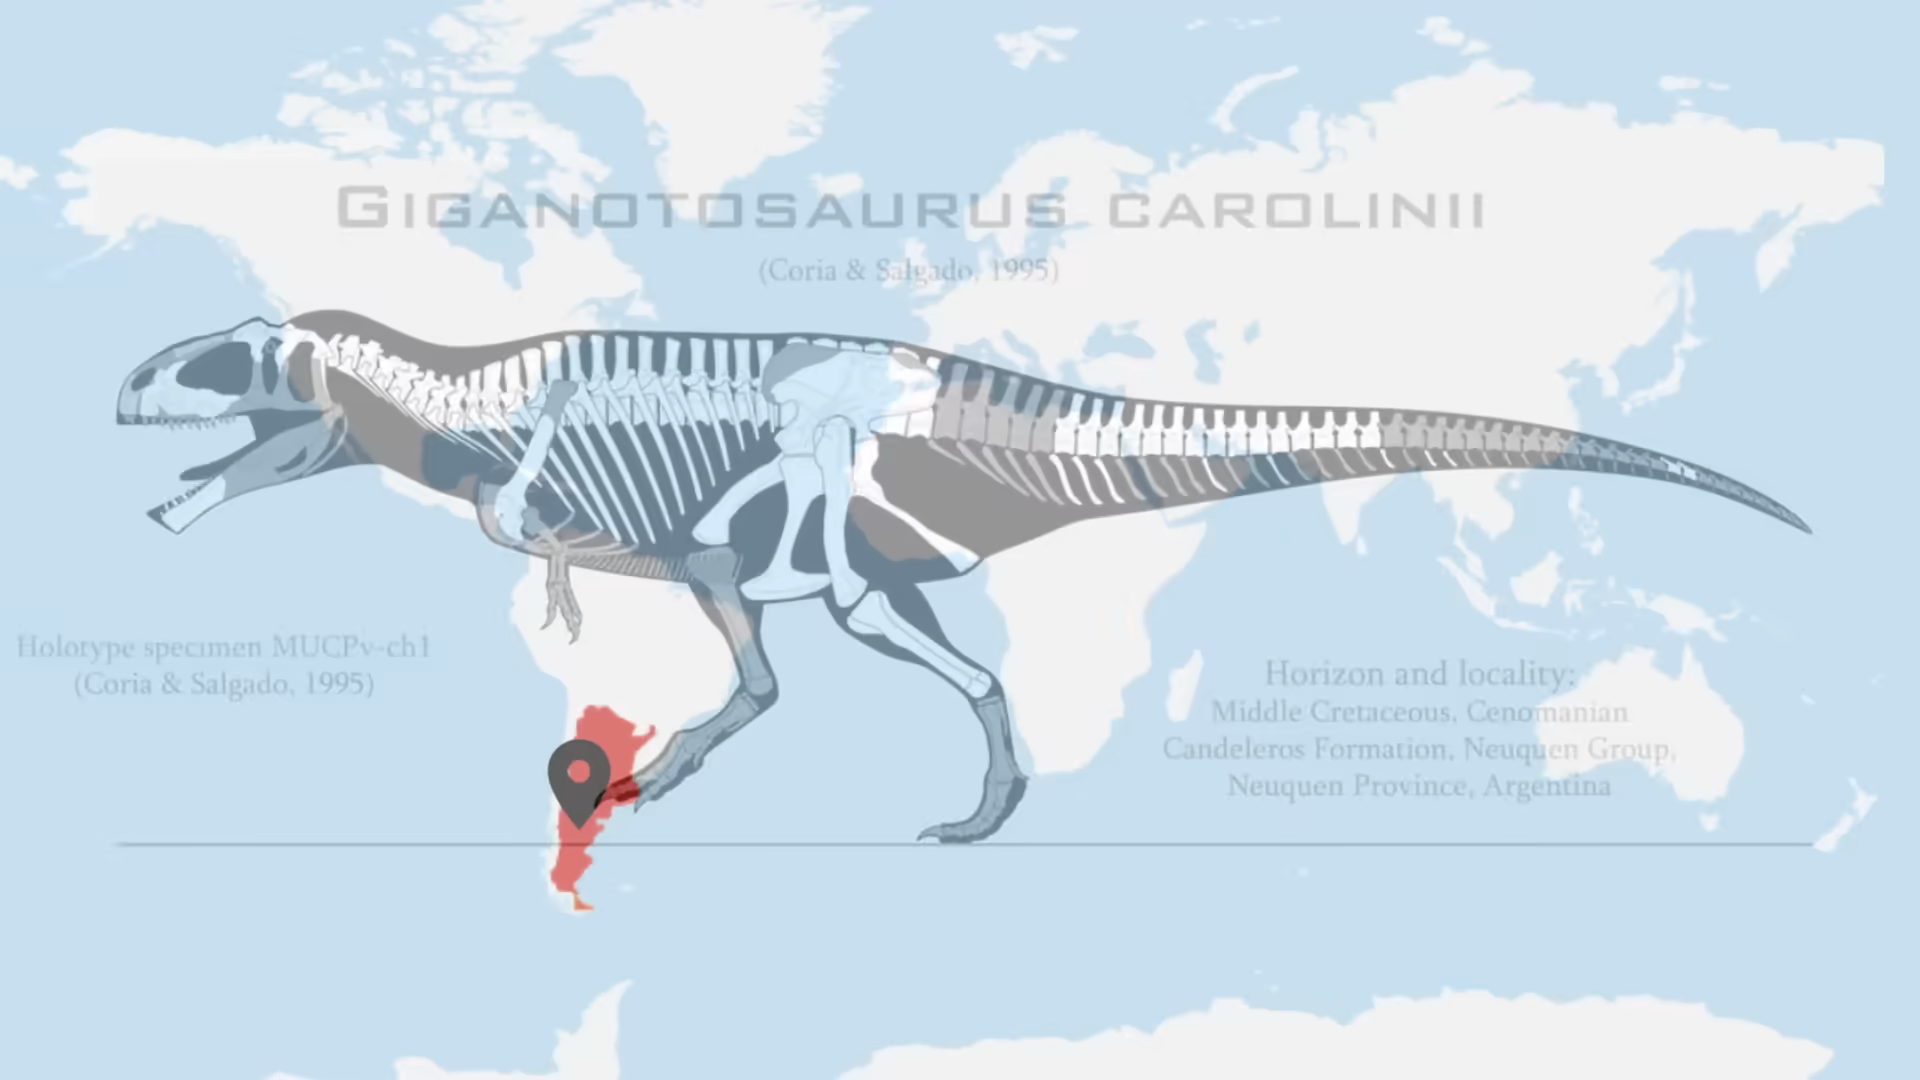 GIGANOTOSAURUS CAROLINII
(Coria & Salgado, 1995)
Holotype specimen MUCPv-ch1
(Coria & Salgado, 1995)
Horizon and locality:
Middle Cretaceous, Cenomanian
Candeleros Formation, Neuquen Group,
Neuquen Province, Argentina